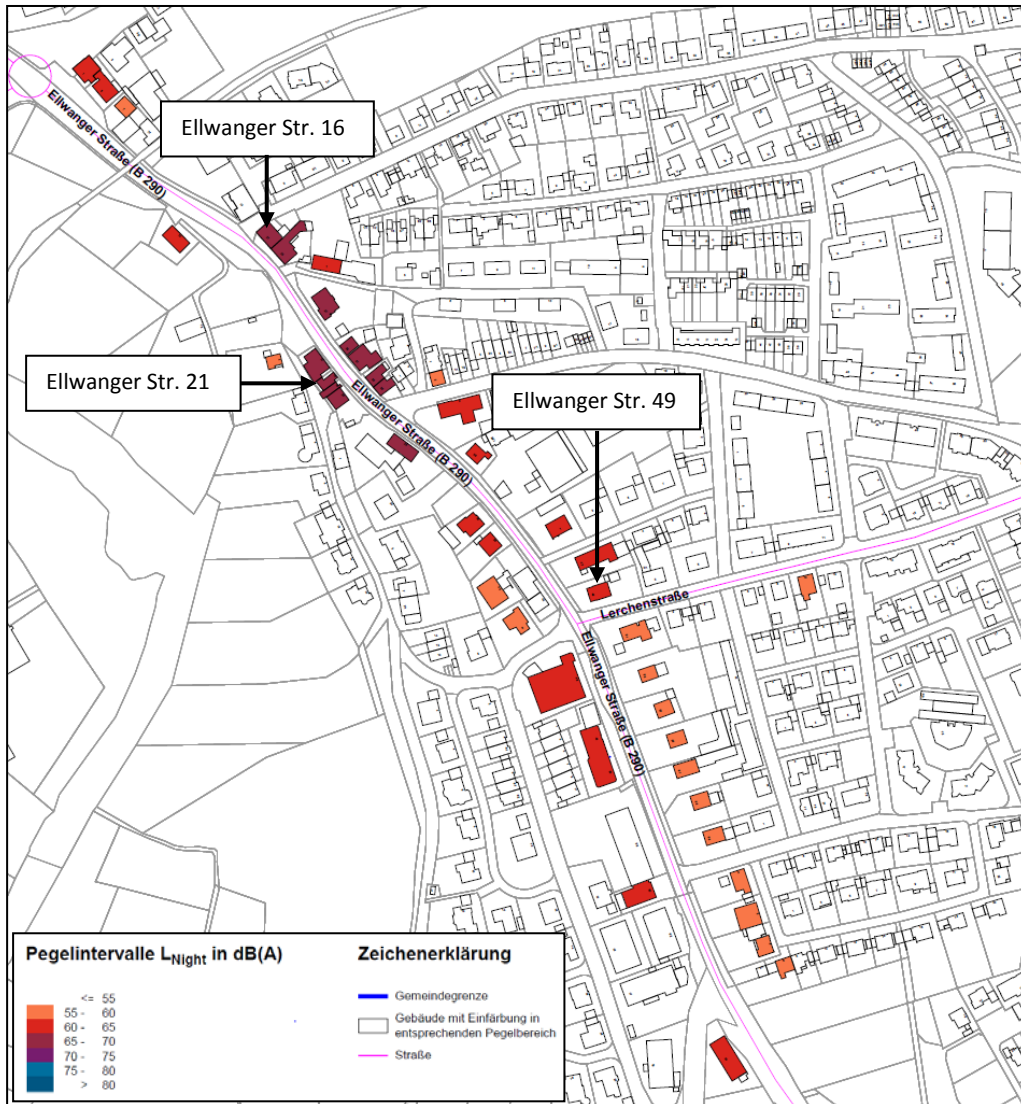 Ellwanger Straße (B 290)
Ellwanger Str. 16
Ellwanger Str. 21
Ellwanger Straße (B 290)
Ellwanger Str. 49
Lerchenstraße
Ellwanger Straße (B 290)
Pegelintervalle LNight in dB(A)
<= 55
55 - 60
60 - 65
65 - 70
70 - 75
75 - 80
> 80
Zeichenerklärung
Gemeindegrenze
Gebäude mit Einfärbung in
entsprechenden Pegelbereich
Straße